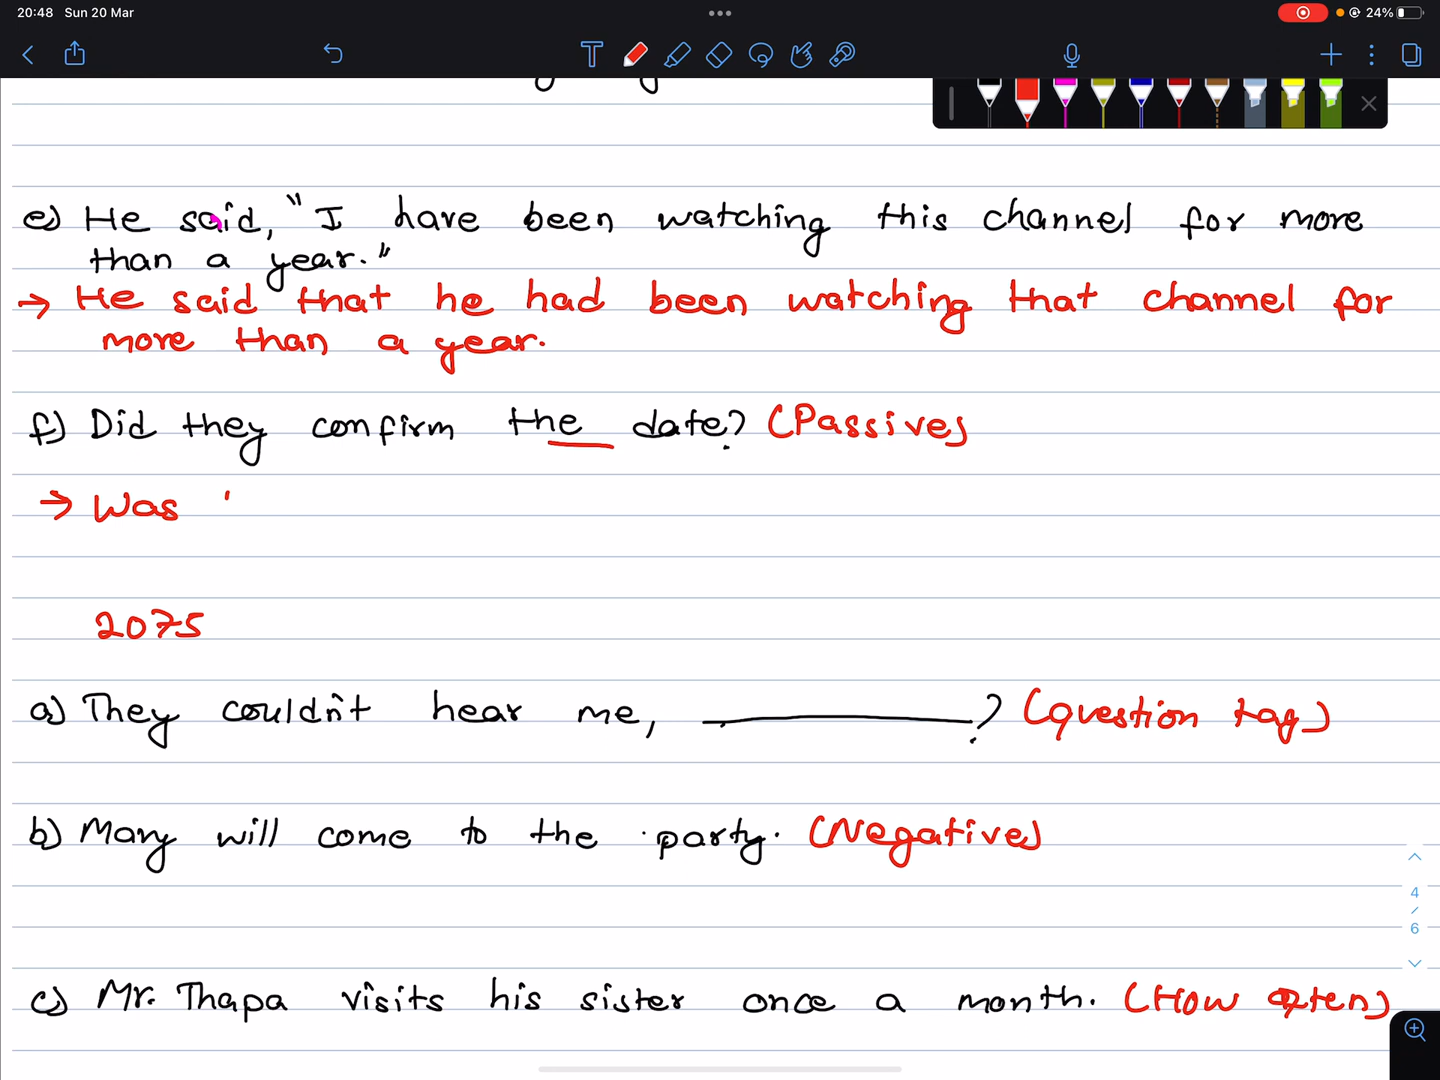 20:48 Sun 20 Mar
24%
e) He said, "I have been watching this channel for more
than a year."
→ He said that he had been watching that channel for
more than a year.
f) Did they confirm the date? (Passive)
→ Was
2075
a) They couldn't hear me, __________? (question tag)
b) Mary will come to the party. (Negative)
4
/
6
c) Mr. Thapa visits his sister once a month. (How often)